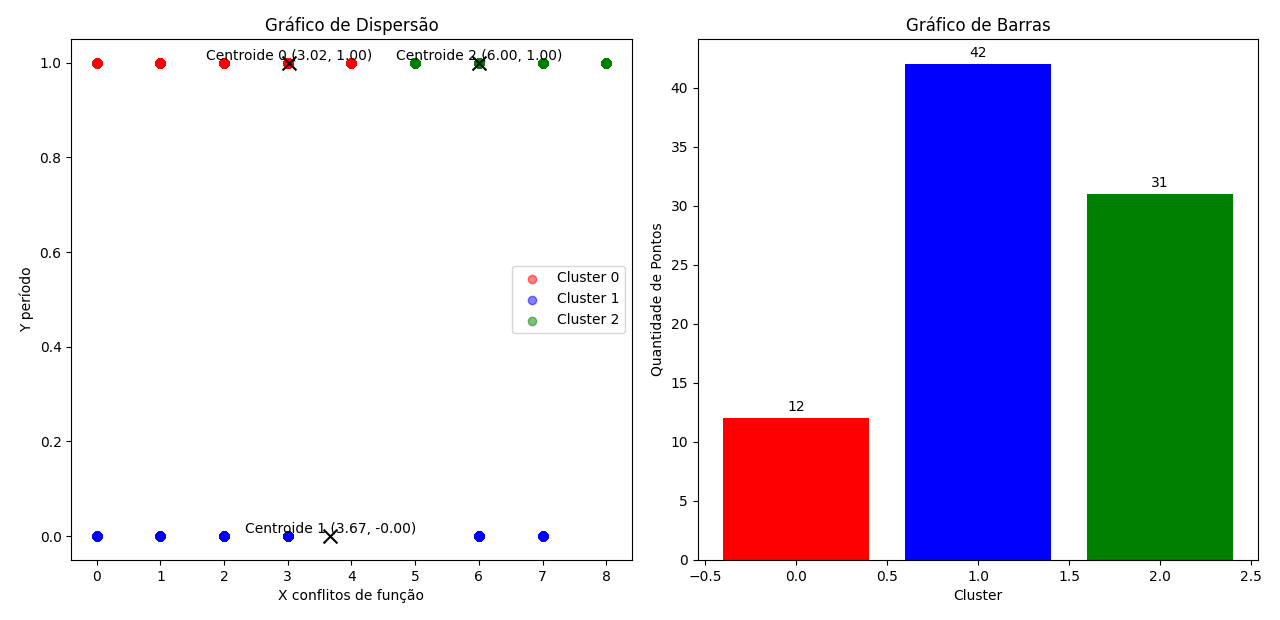 Gráfico de Dispersão
Centroide 0 (3.02, 1.00)
Centroide 2 (6.00, 1.00)
1.0
0.8
0.6
0.4
0.2
0.0
Y período
Cluster 0
Cluster 1
Cluster 2
Centroide 1 (3.67, -0.00)
0 1 2 3 4 5 6 7 8
X conflitos de função
Gráfico de Barras
42
31
12
40
35
30
25
20
15
10
5
0
Quantidade de Pontos
−0.5 0.0 0.5 1.0 1.5 2.0 2.5
Cluster